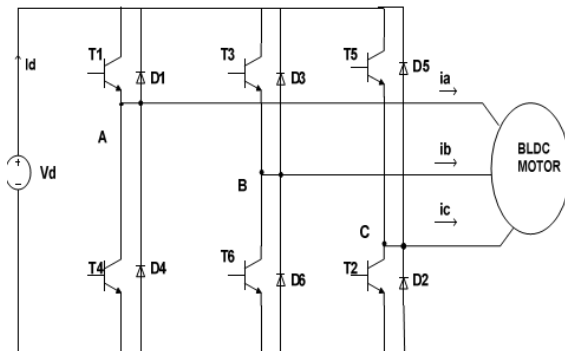 T1
T3
T5
Id
D1
D3
D5
ia
A
BLDC
MOTOR
ib
+
Vd
−
B
ic
C
T4
D4
T6
D6
T2
D2